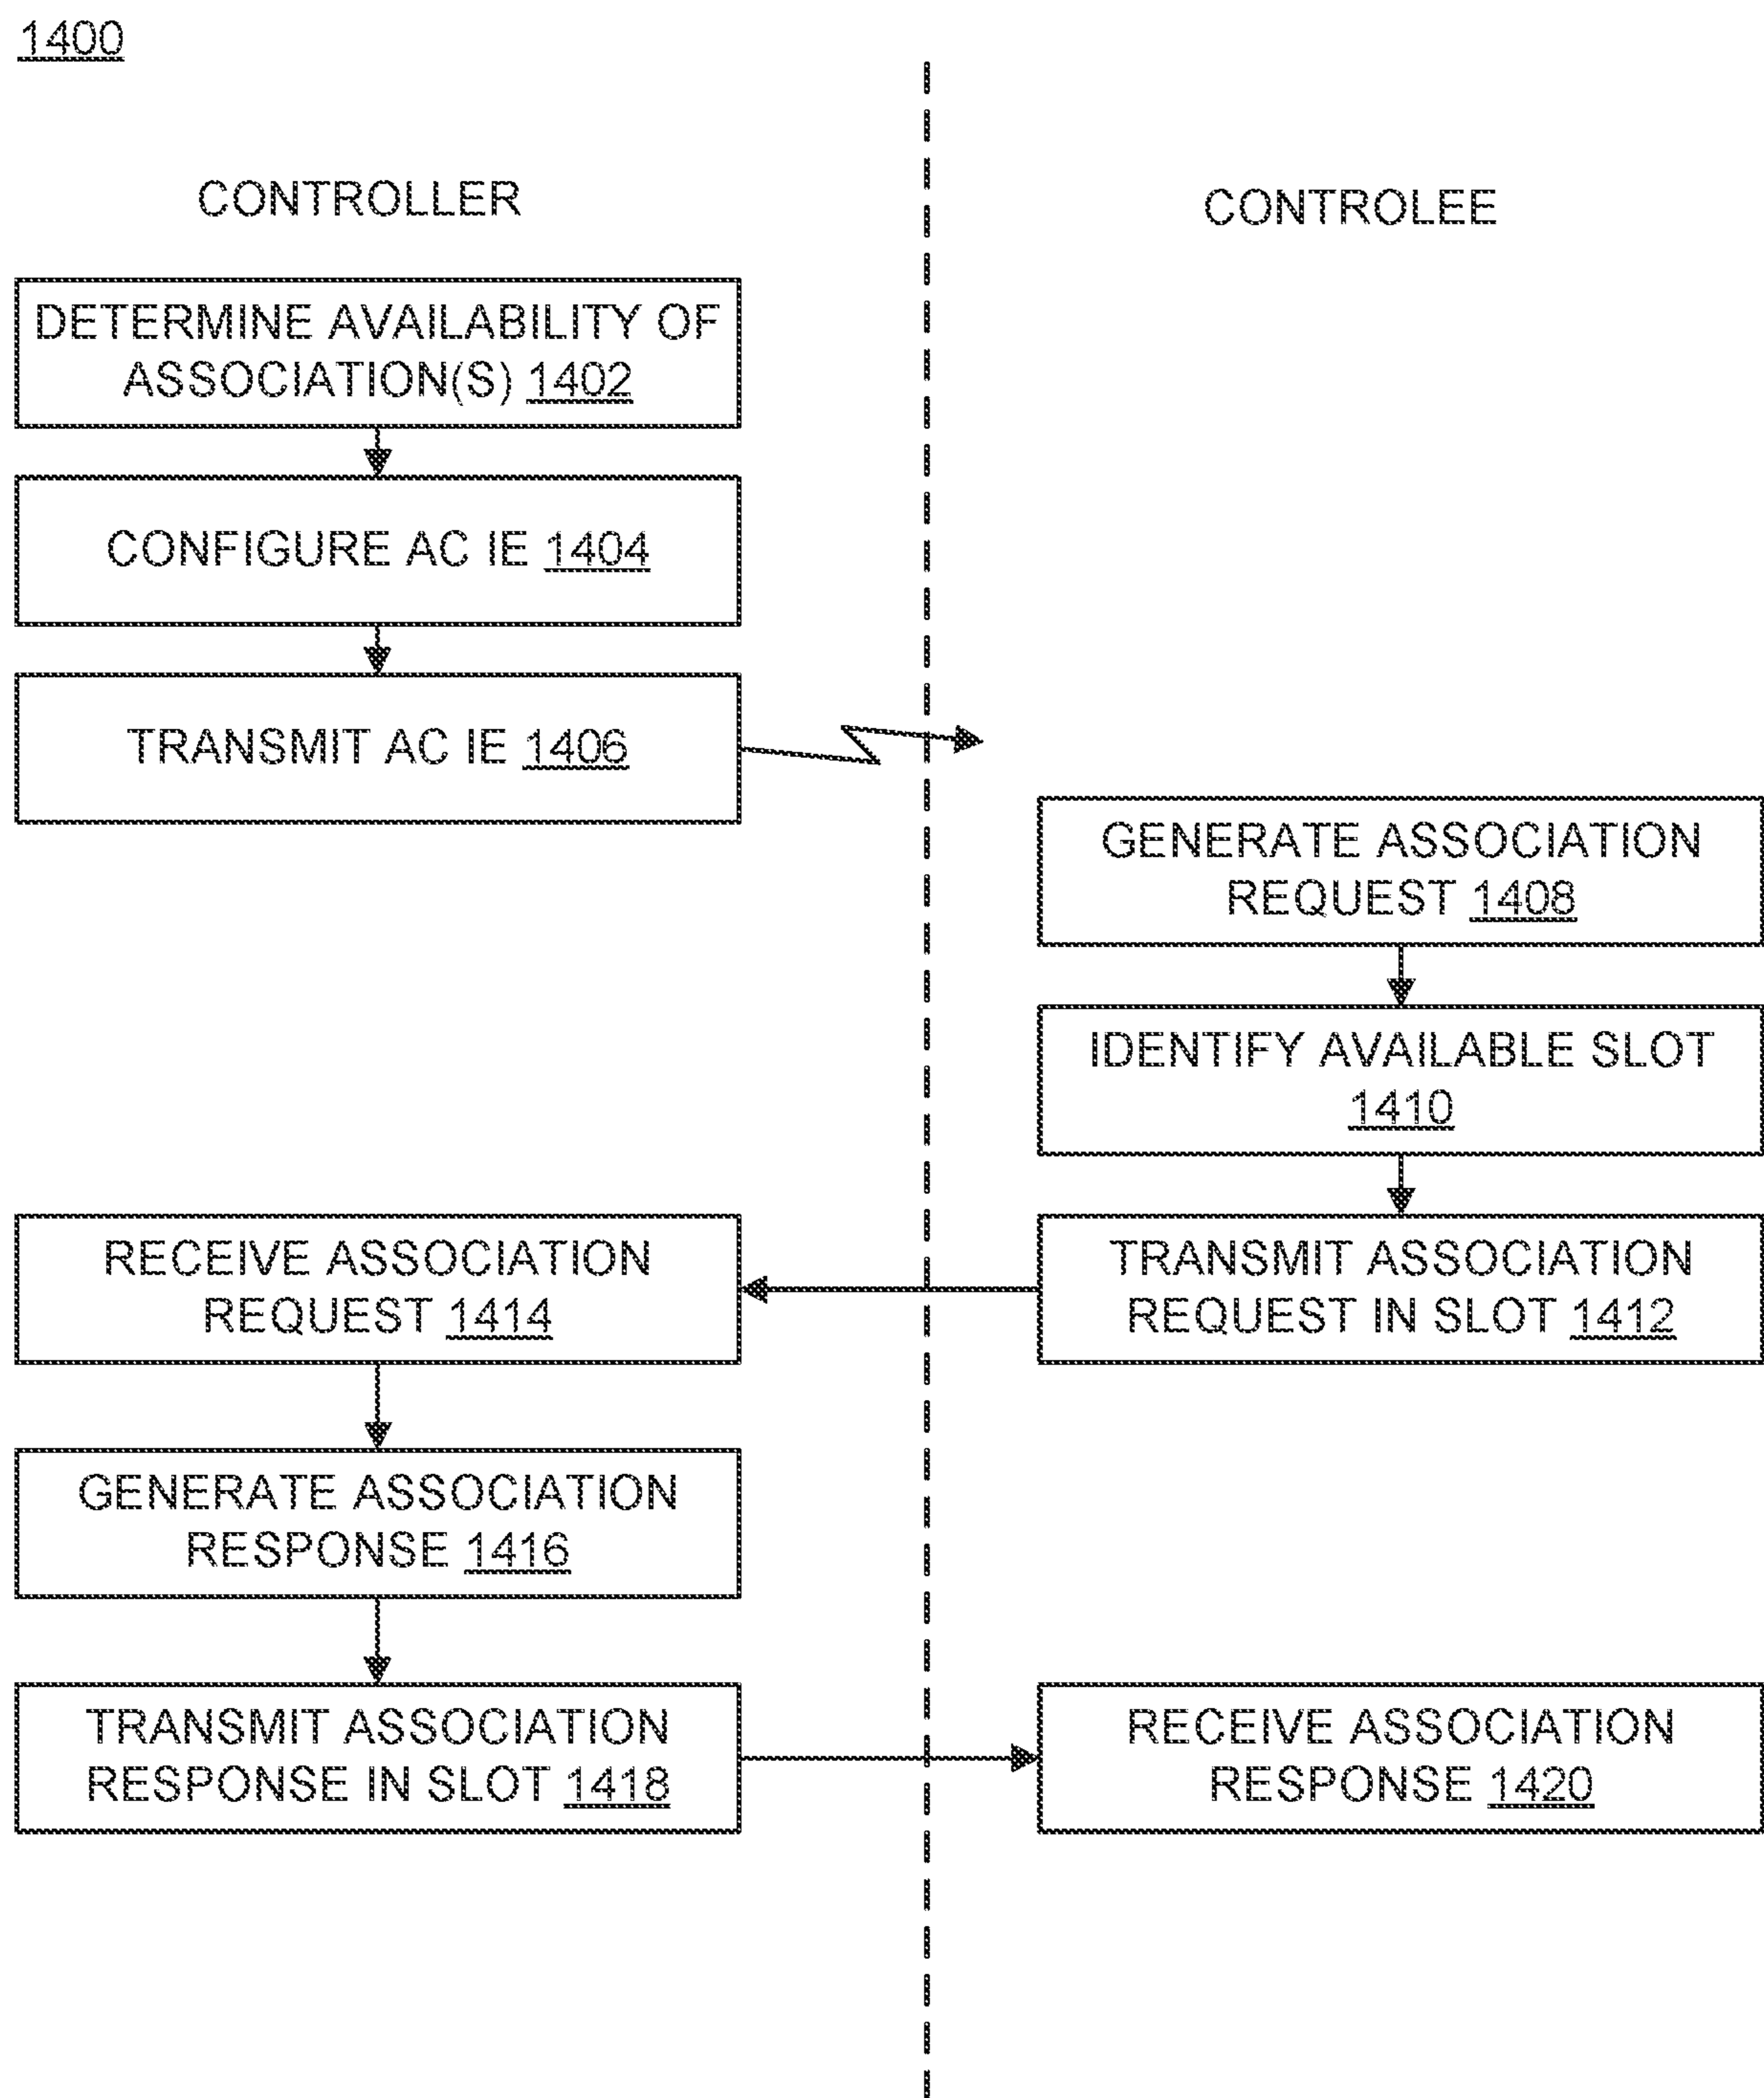 1400
CONTROLLER
CONTROLEE
DETERMINE AVAILABILITY OF
ASSOCIATION(S) 1402
CONFIGURE AC IE 1404
TRANSMIT AC IE 1406
GENERATE ASSOCIATION
REQUEST 1408
IDENTIFY AVAILABLE SLOT
1410
TRANSMIT ASSOCIATION
REQUEST IN SLOT 1412
RECEIVE ASSOCIATION
REQUEST 1414
GENERATE ASSOCIATION
RESPONSE 1416
TRANSMIT ASSOCIATION
RESPONSE IN SLOT 1418
RECEIVE ASSOCIATION
RESPONSE 1420